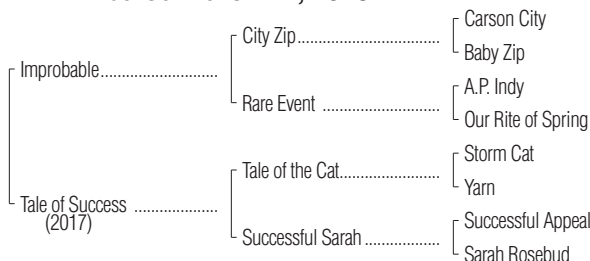 Carson City
City Zip
Baby Zip
Improbable
A.P. Indy
Rare Event
Our Rite of Spring
Storm Cat
Tale of the Cat
Yarn
Tale of Success
(2017)
Successful Appeal
Successful Sarah
Sarah Rosebud